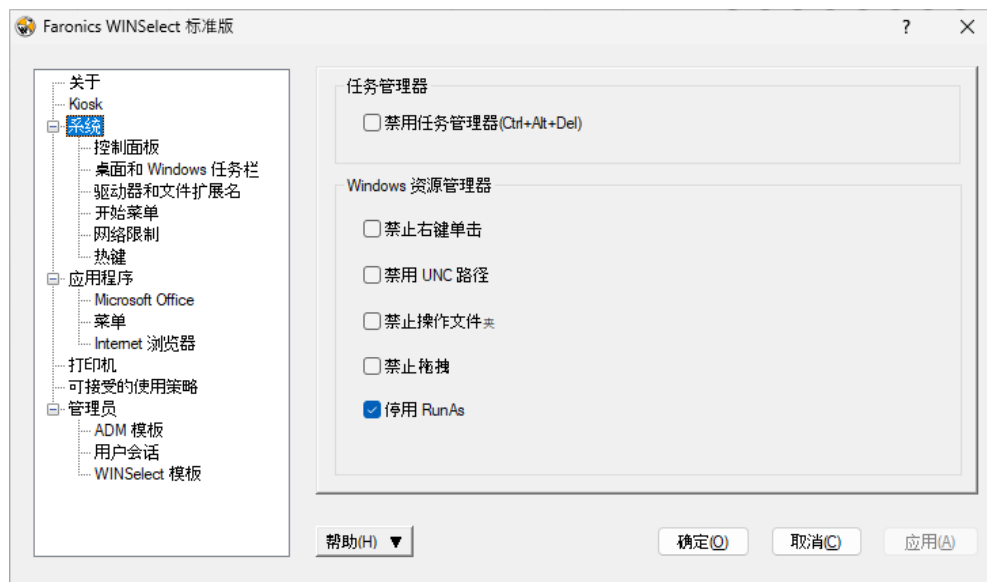 Faronics WINSelect 标准版
?
关于
Kiosk
系统
控制面板
桌面和 Windows 任务栏
驱动器和文件扩展名
开始菜单
网络限制
热键
应用程序
Microsoft Office
菜单
Internet 浏览器
打印机
可接受的使用策略
管理员
ADM 模板
用户会话
WINSelect 模板
任务管理器
禁用任务管理器(Ctrl+Alt+Del)
Windows 资源管理器
禁止右键单击
禁用 UNC 路径
禁止操作文件夹
禁止拖拽
停用 RunAs
帮助(H) ▼
确定(O)
取消(C)
应用(A)